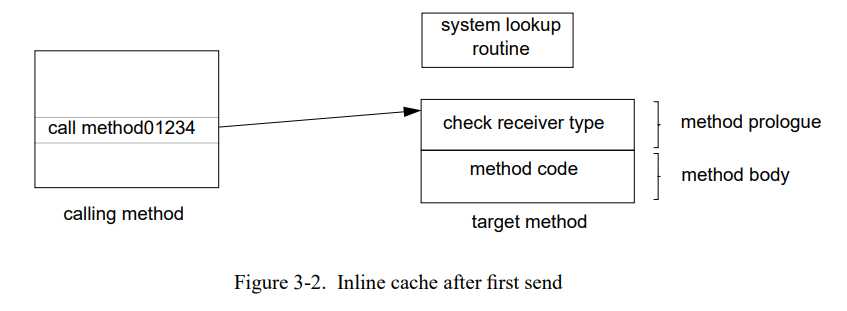 system lookup
routine
call method01234
check receiver type
method prologue
method code
method body
calling method
target method
Figure 3-2. Inline cache after first send